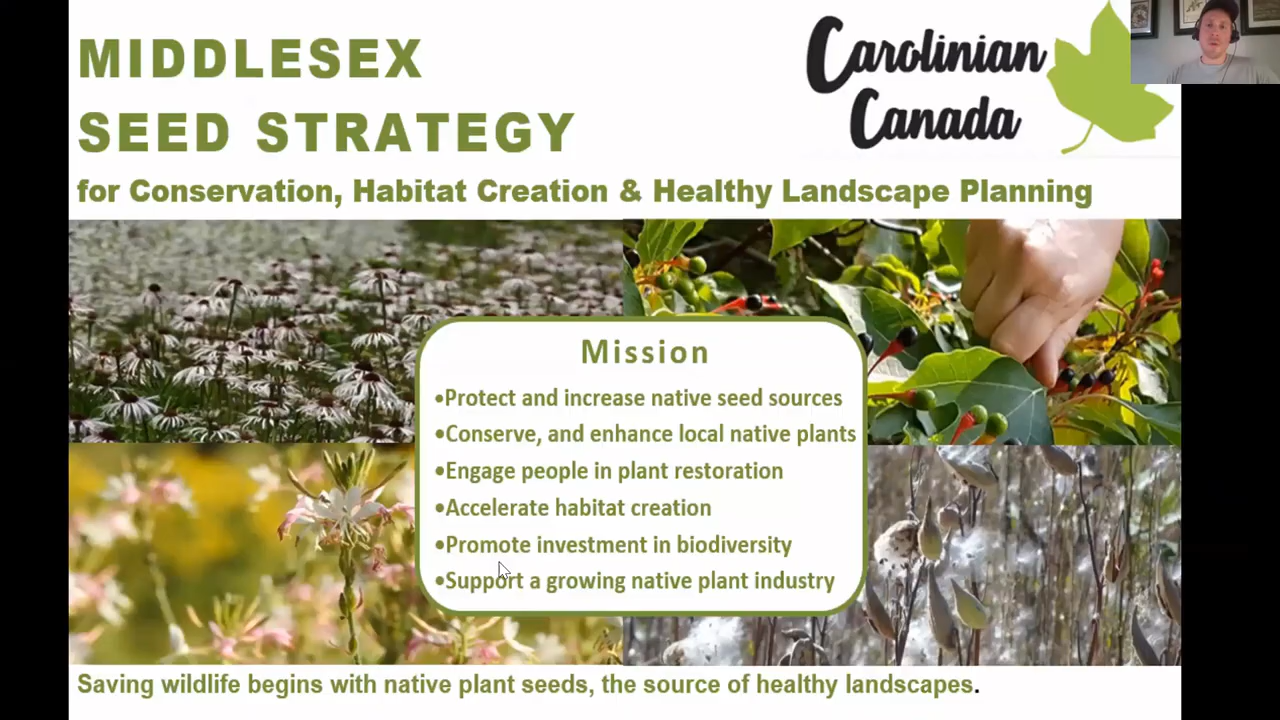 MIDDLESEX
SEED STRATEGY
for Conservation, Habitat Creation & Healthy Landscape Planning
Carolinian
Canada
Mission
•Protect and increase native seed sources
•Conserve, and enhance local native plants
•Engage people in plant restoration
•Accelerate habitat creation
•Promote investment in biodiversity
•Support a growing native plant industry
Saving wildlife begins with native plant seeds, the source of healthy landscapes.